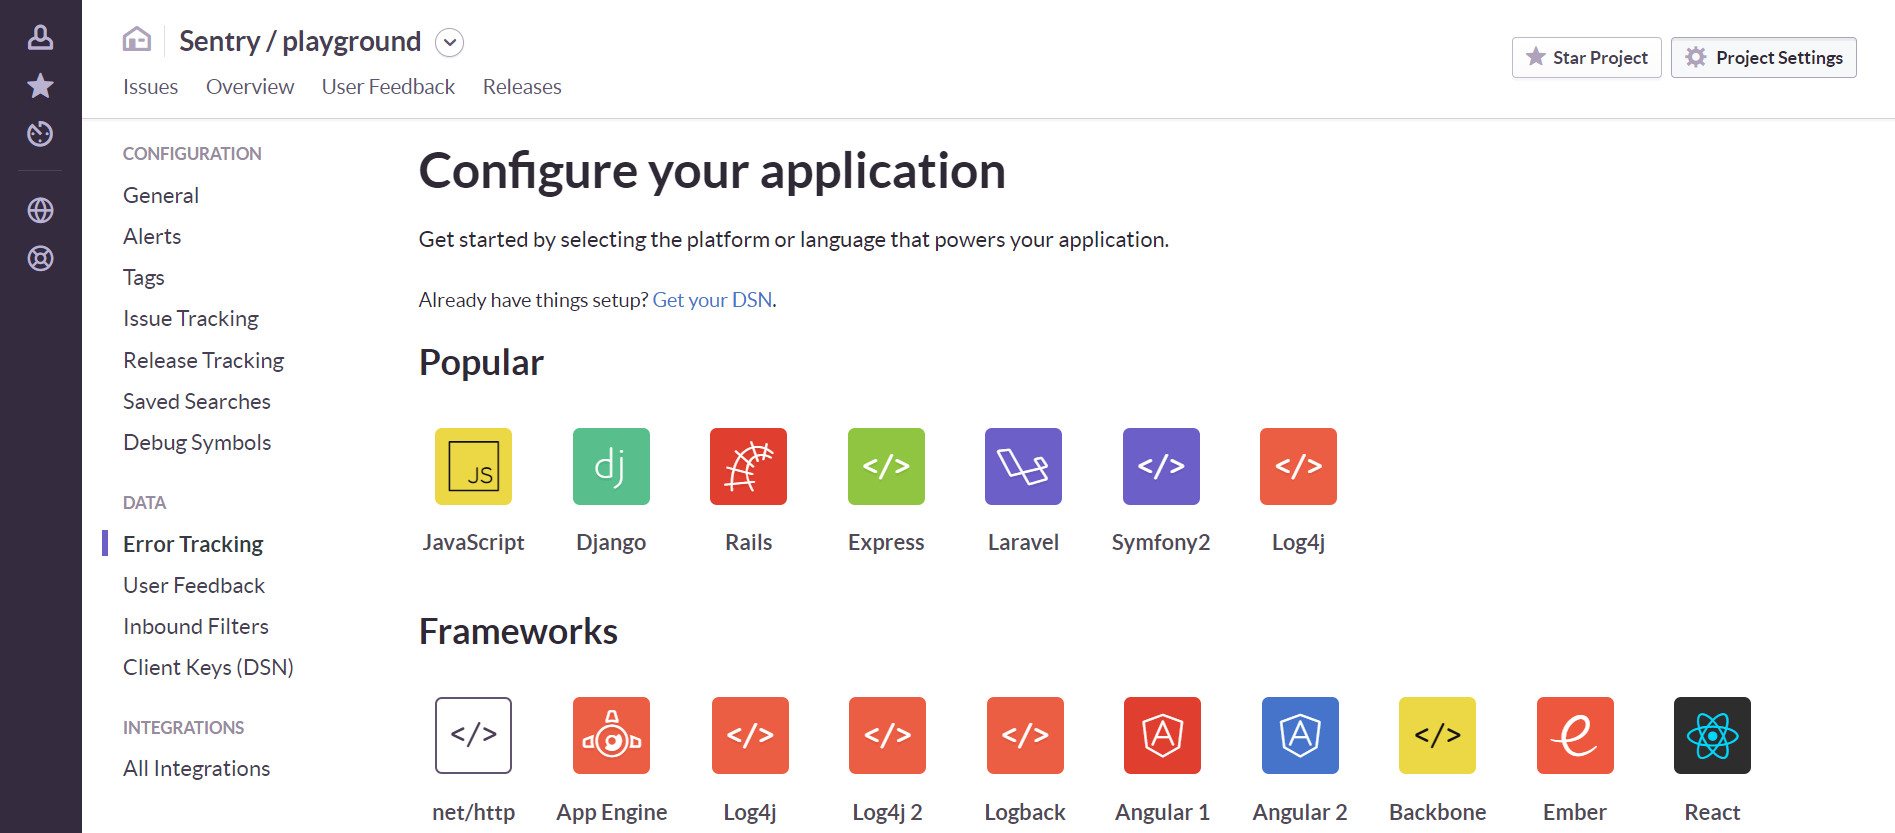 Sentry / playground
Star Project
Project Settings
Issues Overview User Feedback Releases
CONFIGURATION
General
Alerts
Tags
Issue Tracking
Release Tracking
Saved Searches
Debug Symbols
DATA
Error Tracking
User Feedback
Inbound Filters
Client Keys (DSN)
INTEGRATIONS
All Integrations
Configure your application
Get started by selecting the platform or language that powers your application.
Already have things setup? Get your DSN.
Popular
JS dj </> </> </>
JavaScript Django Rails Express Laravel Symfony2 Log4j
Frameworks
</> </> </> </> A A </> e
net/http App Engine Log4j Log4j 2 Logback Angular 1 Angular 2 Backbone Ember React